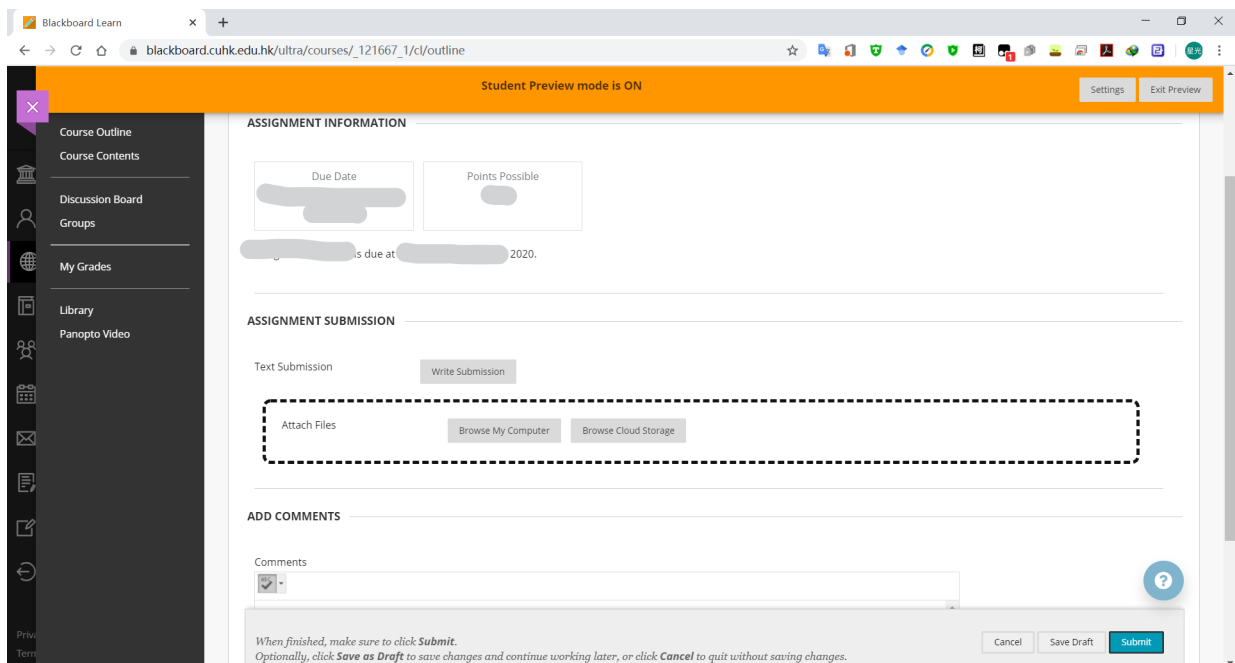 Blackboard Learn
blackboard.cuhk.edu.hk/ultra/courses/_121667_1/cl/outline
Student Preview mode is ON
Settings
Exit Preview
Course Outline
Course Contents
Discussion Board
Groups
My Grades
Library
Panopto Video
ASSIGNMENT INFORMATION
Due Date
Points Possible
is due at 2020.
ASSIGNMENT SUBMISSION
Text Submission
Write Submission
Attach Files
Browse My Computer
Browse Cloud Storage
ADD COMMENTS
Comments
ABC
When finished, make sure to click Submit.
Optionally, click Save as Draft to save changes and continue working later, or click Cancel to quit without saving changes.
Cancel
Save Draft
Submit
Priva
Term